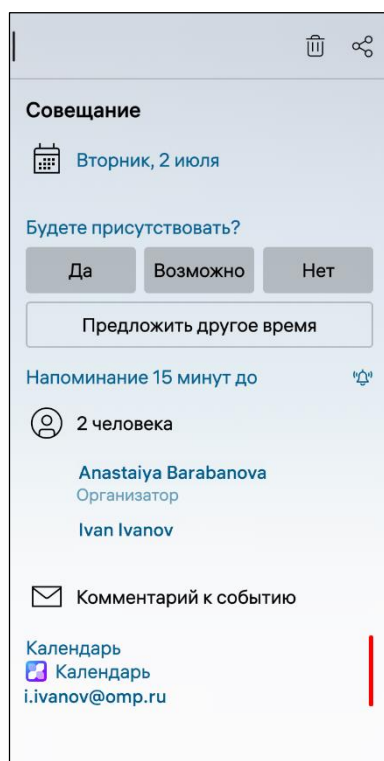 Совещание
Вторник, 2 июля
Будете присутствовать?
Да Возможно Нет
Предложить другое время
Напоминание 15 минут до
2 человека
Anastaiya Barabanova
Организатор
Ivan Ivanov
Комментарий к событию
Календарь
Календарь
i.ivanov@omp.ru